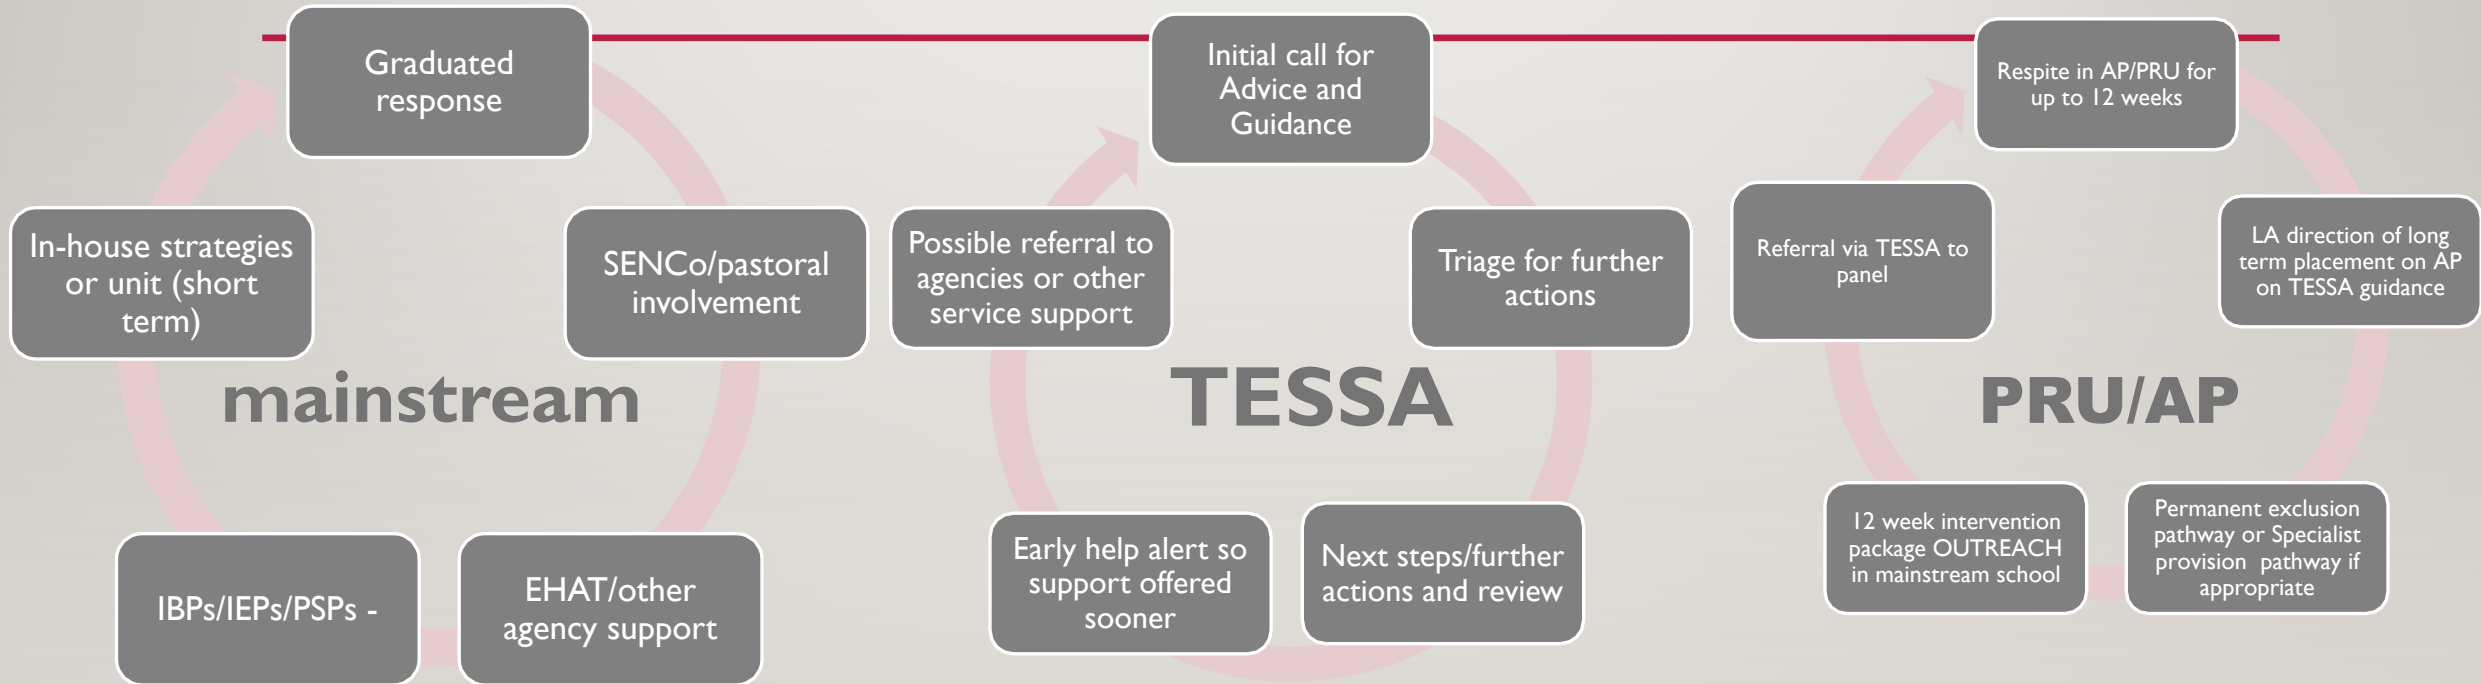 Graduated
response
SENCo/pastoral
involvement
EHAT/other
agency support
IBPs/IEPs/PSPs -
In-house strategies
or unit (short
term)
mainstream
Initial call for
Advice and
Guidance
Triage for further
actions
Next steps/further
actions and review
Early help alert so
support offered
sooner
Possible referral to
agencies or other
service support
TESSA
Respite in AP/PRU for
up to 12 weeks
LA direction of long
term placement on AP
on TESSA guidance
Permanent exclusion
pathway or Specialist
provision pathway if
appropriate
12 week intervention
package OUTREACH
in mainstream school
Referral via TESSA to
panel
PRU/AP